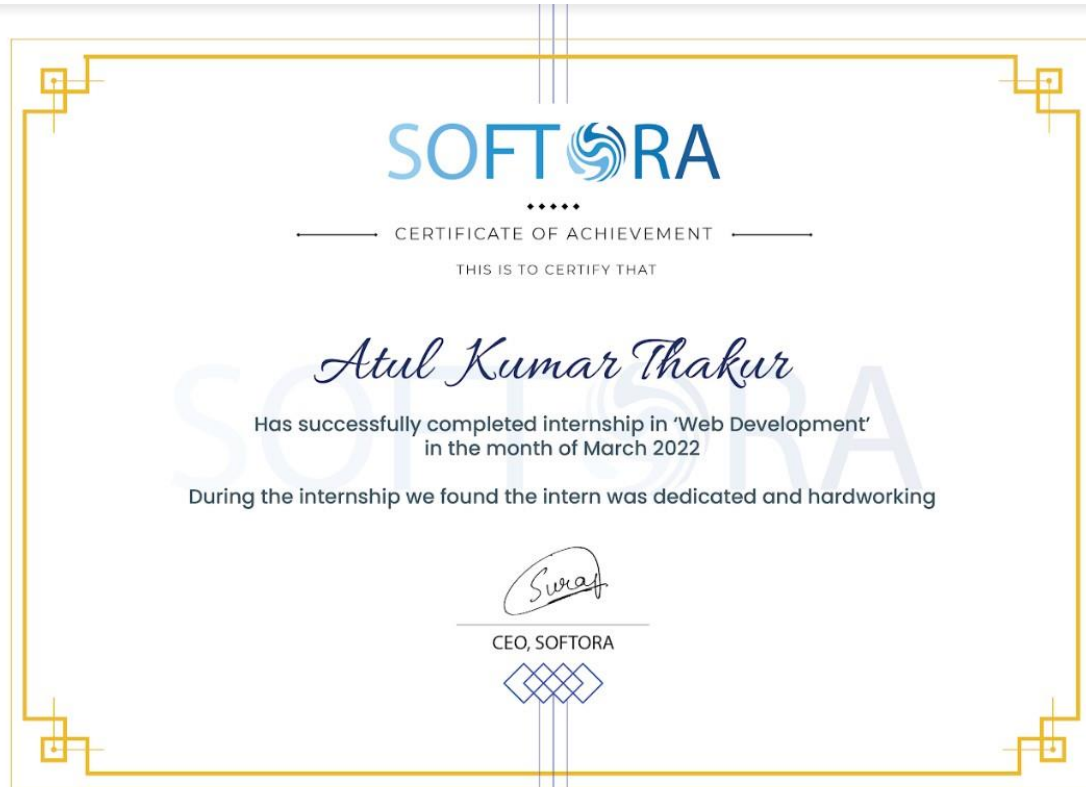 SOFTORA
CERTIFICATE OF ACHIEVEMENT
THIS IS TO CERTIFY THAT
Atul Kumar Thakur
SOFTORA
Has successfully completed internship in ‘Web Development’
in the month of March 2022
During the internship we found the intern was dedicated and hardworking
Suraj
CEO, SOFTORA